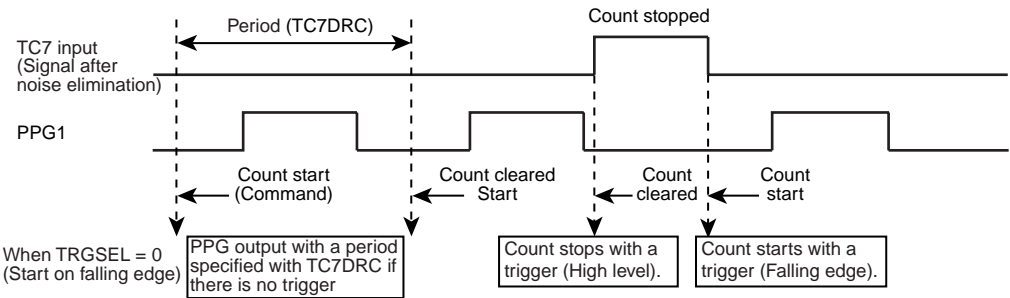 Count stopped
Period (TC7DRC)
TC7 input
(Signal after
noise elimination)
PPG1
Count start
(Command)
Count cleared
Start
Count
cleared
Count
start
When TRGSEL = 0
(Start on falling edge)
PPG output with a period
specified with TC7DRC if
there is no trigger
Count stops with a
trigger (High level).
Count starts with a
trigger (Falling edge).